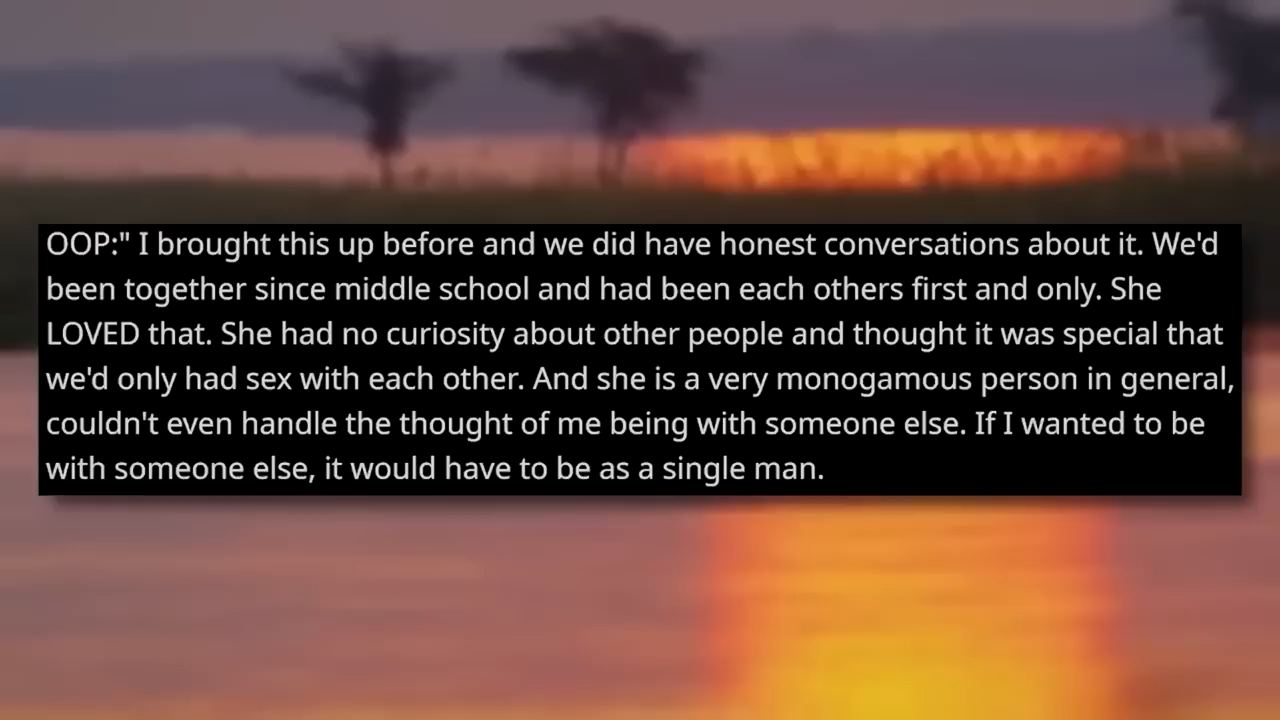 OOP:" I brought this up before and we did have honest conversations about it. We'd
been together since middle school and had been each others first and only. She
LOVED that. She had no curiosity about other people and thought it was special that
we'd only had sex with each other. And she is a very monogamous person in general,
couldn't even handle the thought of me being with someone else. If I wanted to be
with someone else, it would have to be as a single man.